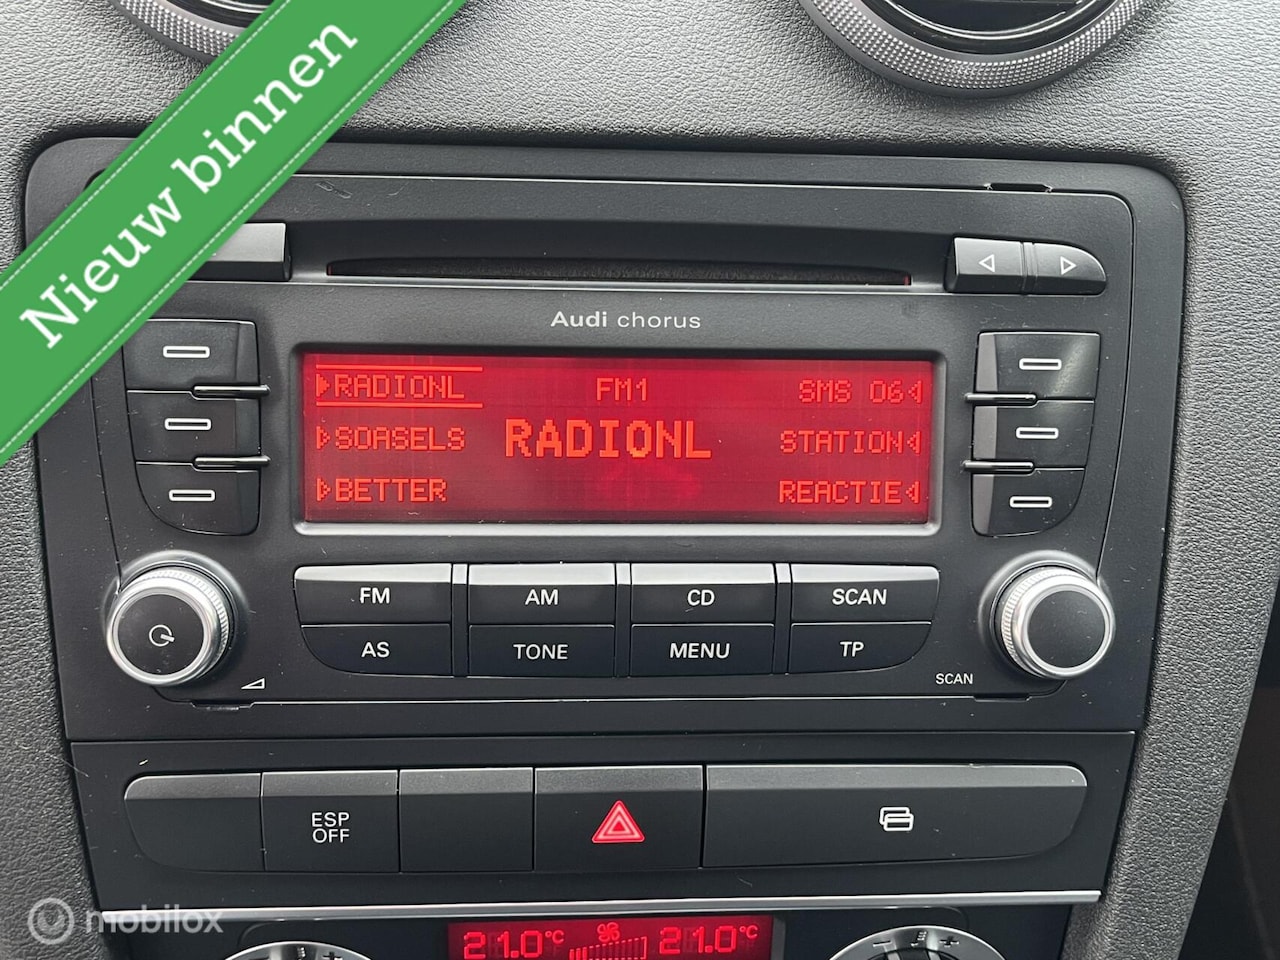 Nieuw binnen
Audi chorus
RADIONL FM1 SMS 06
SOASELS RADIONL STATION
BETTER REACTIE
FM AM CD SCAN
AS TONE MENU TP
SCAN
ESP
OFF
mobilox
21.0°C 21.0°C